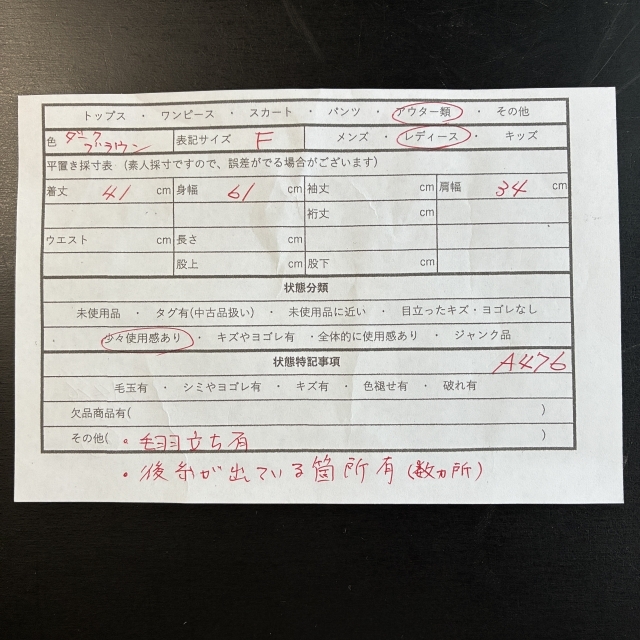 トップス ・ ワンピース ・ スカート ・ パンツ ・ アウター類 ・ その他
色 ダークブラウン 表記サイズ F メンズ ・ レディース ・ キッズ
平置き採寸表 (素人採寸ですので、誤差がでる場合がございます)
着丈 41 cm 身幅 61 cm 袖丈 cm 肩幅 34 cm
裄丈 cm
ウエスト cm 長さ cm
股上 cm 股下 cm
状態分類
未使用品 ・ タグ有(中古品扱い) ・ 未使用品に近い ・ 目立ったキズ・ヨゴレなし
・ 少々使用感あり ・ キズやヨゴレ有 ・全体的に使用感あり ・ ジャンク品
状態特記事項 A476
毛玉有 ・ シミやヨゴレ有 ・ キズ有 ・ 色褪せ有 ・ 破れ有
欠品商品有( )
その他( ・毛羽立ち有 )
・後糸が出ている箇所有(数ヵ所)